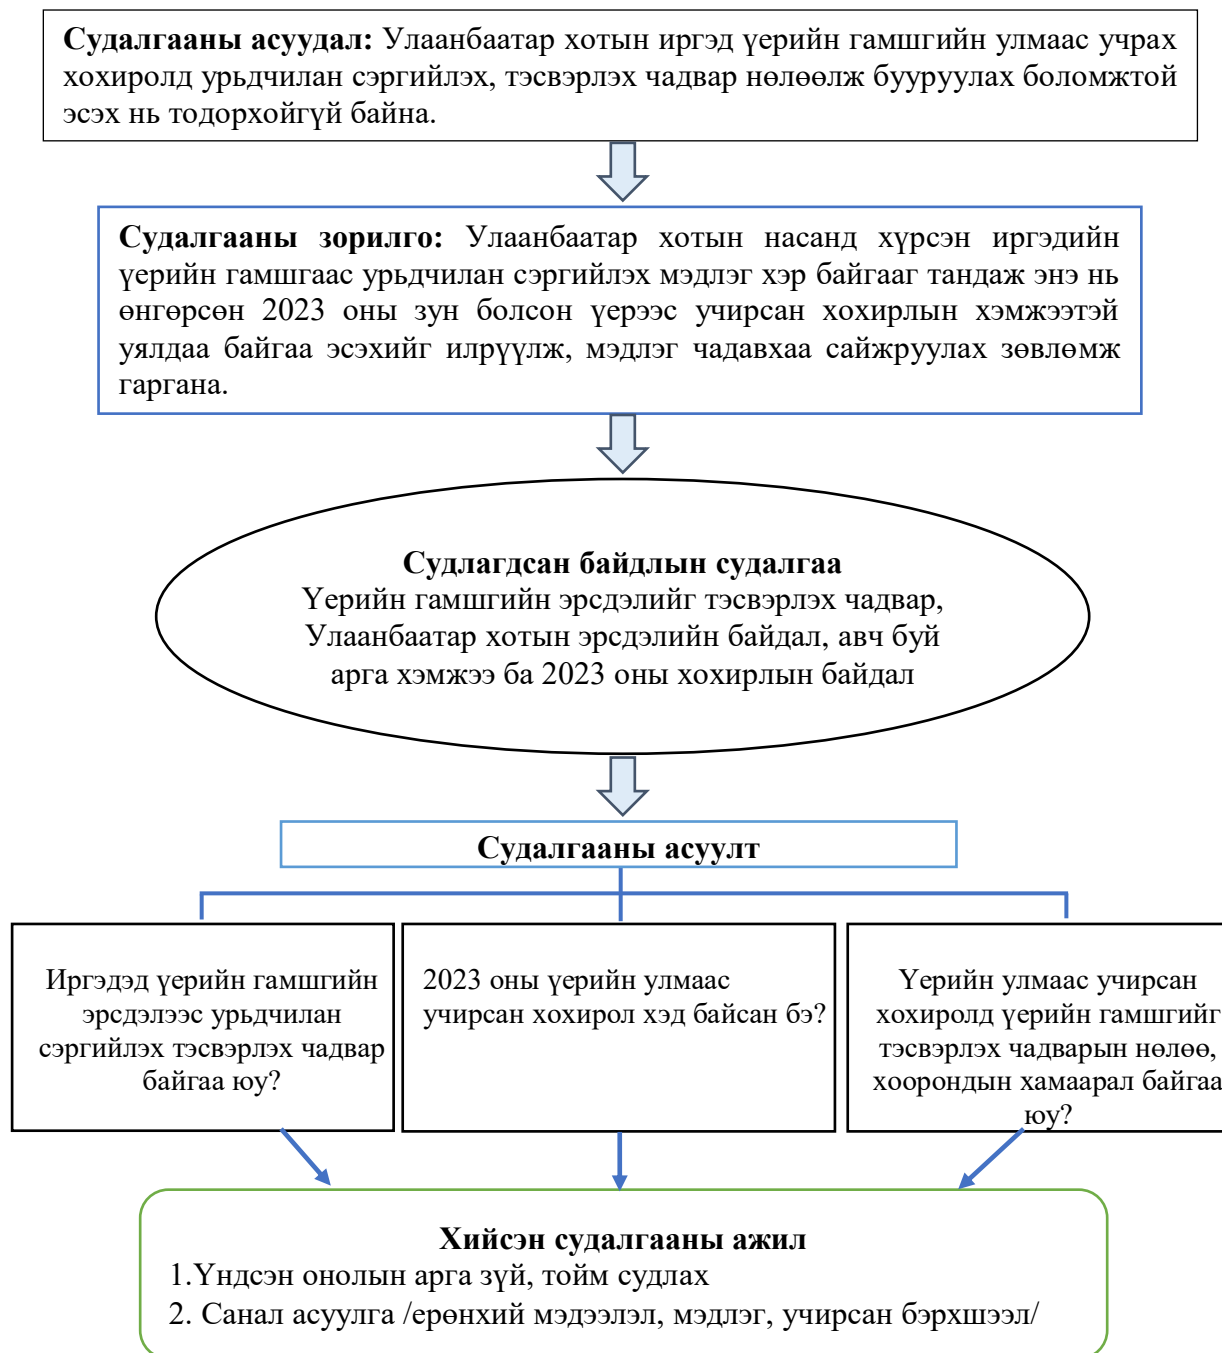 Судалгааны асуудал: Улаанбаатар хотын иргэд үерийн гамшгийн улмаас учрах
хохиролд урьдчилан сэргийлэх, тэсвэрлэх чадвар нөлөөлж бууруулах боломжтой
эсэх нь тодорхойгүй байна.
Судалгааны зорилго: Улаанбаатар хотын насанд хүрсэн иргэдийн
үерийн гамшгаас урьдчилан сэргийлэх мэдлэг хэр байгааг тандаж энэ нь
өнгөрсөн 2023 оны зун болсон үерээс учирсан хохирлын хэмжээтэй
уялдаа байгаа эсэхийг илрүүлж, мэдлэг чадавхаа сайжруулах зөвлөмж
гаргана.
Судлагдсан байдлын судалгаа
Үерийн гамшгийн эрсдэлийг тэсвэрлэх чадвар,
Улаанбаатар хотын эрсдэлийн байдал, авч буй
арга хэмжээ ба 2023 оны хохирлын байдал
Судалгааны асуулт
Иргэдэд үерийн гамшгийн
эрсдэлээс урьдчилан
сэргийлэх тэсвэрлэх чадвар
байгаа юу?
2023 оны үерийн улмаас
учирсан хохирол хэд байсан бэ?
Үерийн улмаас учирсан
хохиролд үерийн гамшгийг
тэсвэрлэх чадварын нөлөө,
хоорондын хамаарал байгаа
юу?
Хийсэн судалгааны ажил
1.Үндсэн онолын арга зүй, тойм судлах
2. Санал асуулга /ерөнхий мэдээлэл, мэдлэг, учирсан бэрхшээл/